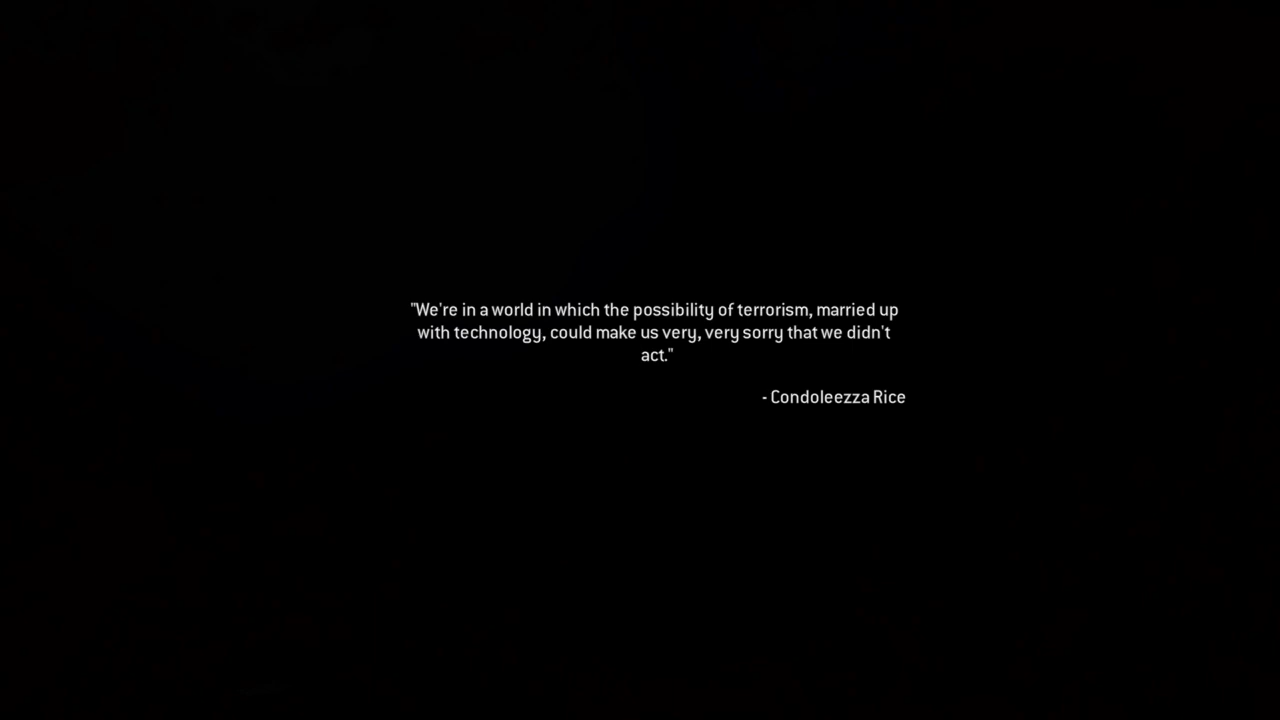 "We're in a world in which the possibility of terrorism, married up
with technology, could make us very, very sorry that we didn't
act."
- Condoleezza Rice